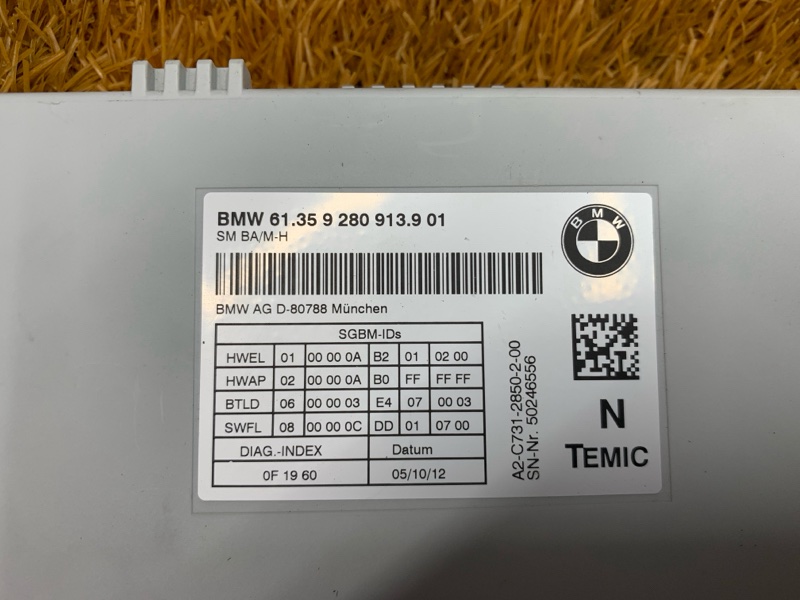 BMW 61.35 9 280 913.9 01
SM BA/M-H
BMW
BMW AG D-80788 München
SGBM-IDs
HWEL 01 00 00 0A B2 01 02 00
HWAP 02 00 00 0A B0 FF FF FF
BTLD 06 00 00 03 E4 07 00 03
SWFL 08 00 00 0C DD 01 07 00
DIAG.-INDEX Datum
0F 19 60 05/10/12
A2-C731-2850-2-00
SN-Nr. 50246556
N
TEMIC